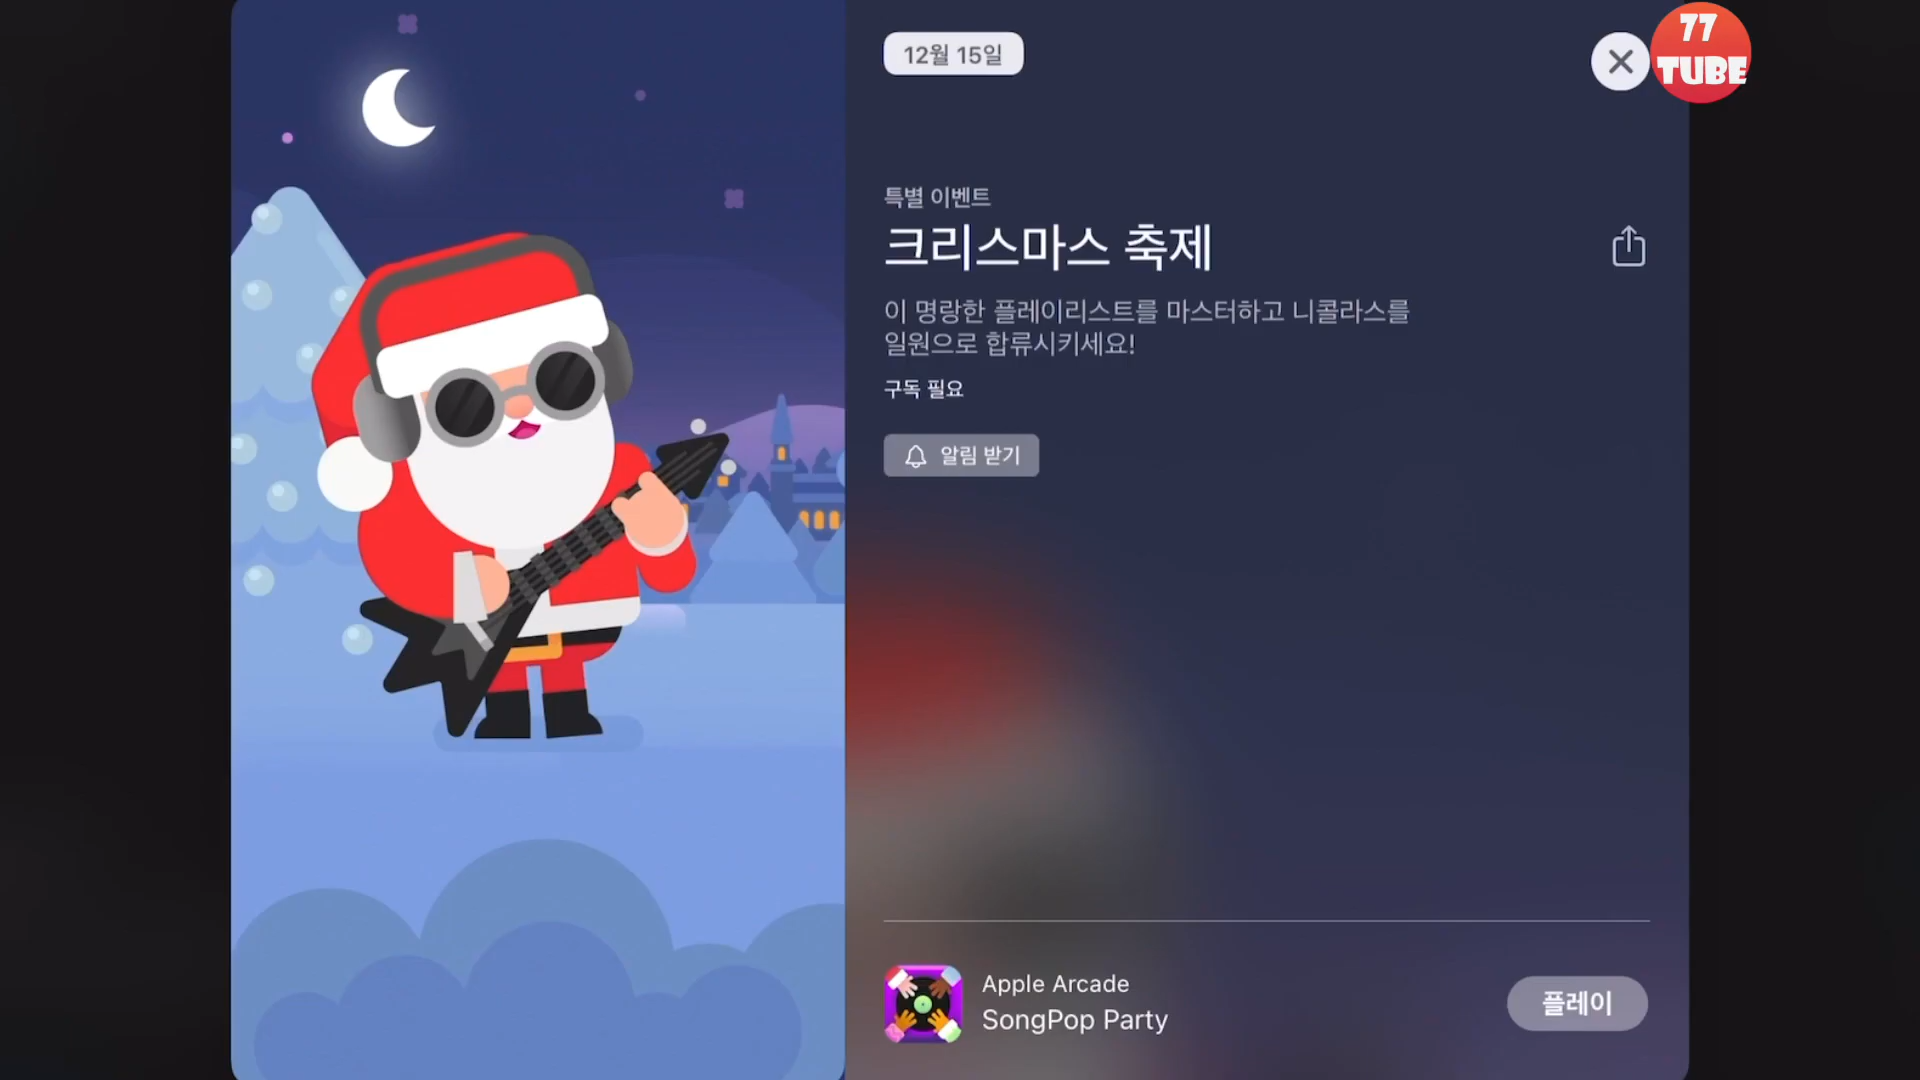 12월 15일
77
TUBE
특별 이벤트
크리스마스 축제
이 명랑한 플레이리스트를 마스터하고 니콜라스를
일원으로 합류시키세요!
구독 필요
알림 받기
Apple Arcade
SongPop Party
플레이